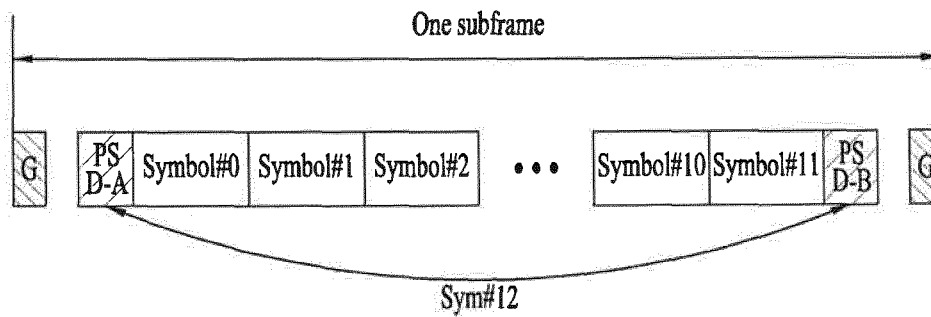 One subframe
G PS Symbol#0 Symbol#1 Symbol#2 ••• Symbol#10 Symbol#11 PS G
D-A D-B
Sym#12